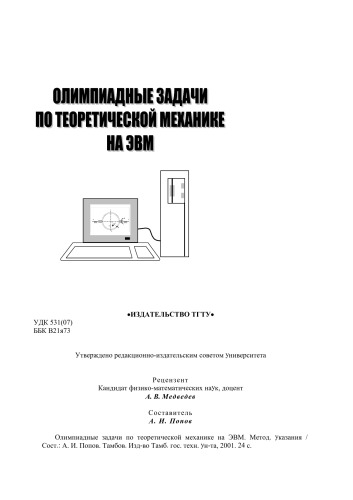 ОЛИМПИАДНЫЕ ЗАДАЧИ
ПО ТЕОРЕТИЧЕСКОЙ МЕХАНИКЕ
НА ЭВМ
•ИЗДАТЕЛЬСТВО ТГТУ•
УДК 531(07)
ББК В21я73
Утверждено редакционно-издательским советом университета
Рецензент
Кандидат физико-математических наук, доцент
А. В. Медведев
Составитель
А. И. Попов
Олимпиадные задачи по теоретической механике на ЭВМ. Метод. указания /
Сост.: А. И. Попов. Тамбов. Изд-во Тамб. гос. техн. ун-та, 2001. 24 с.